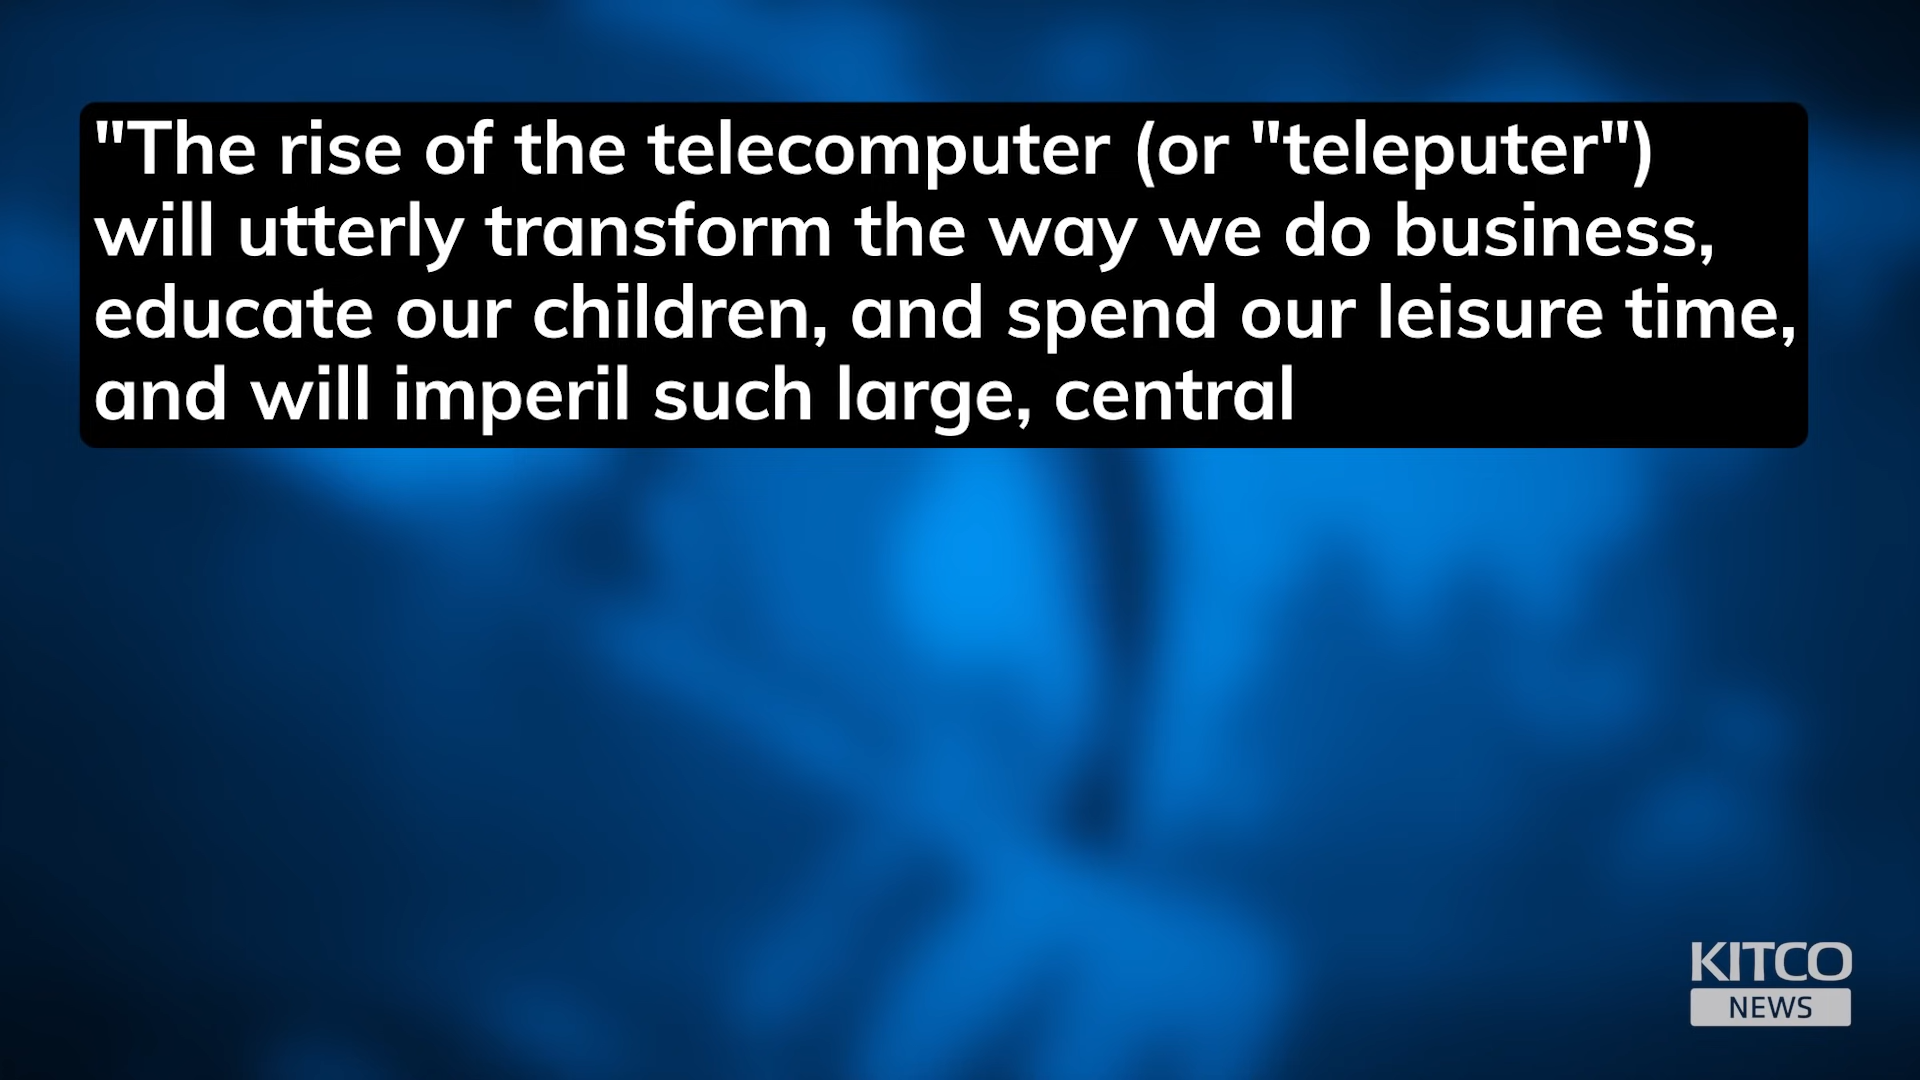 "The rise of the telecomputer (or "teleputer")
will utterly transform the way we do business,
educate our children, and spend our leisure time,
and will imperil such large, central
KITCO
NEWS